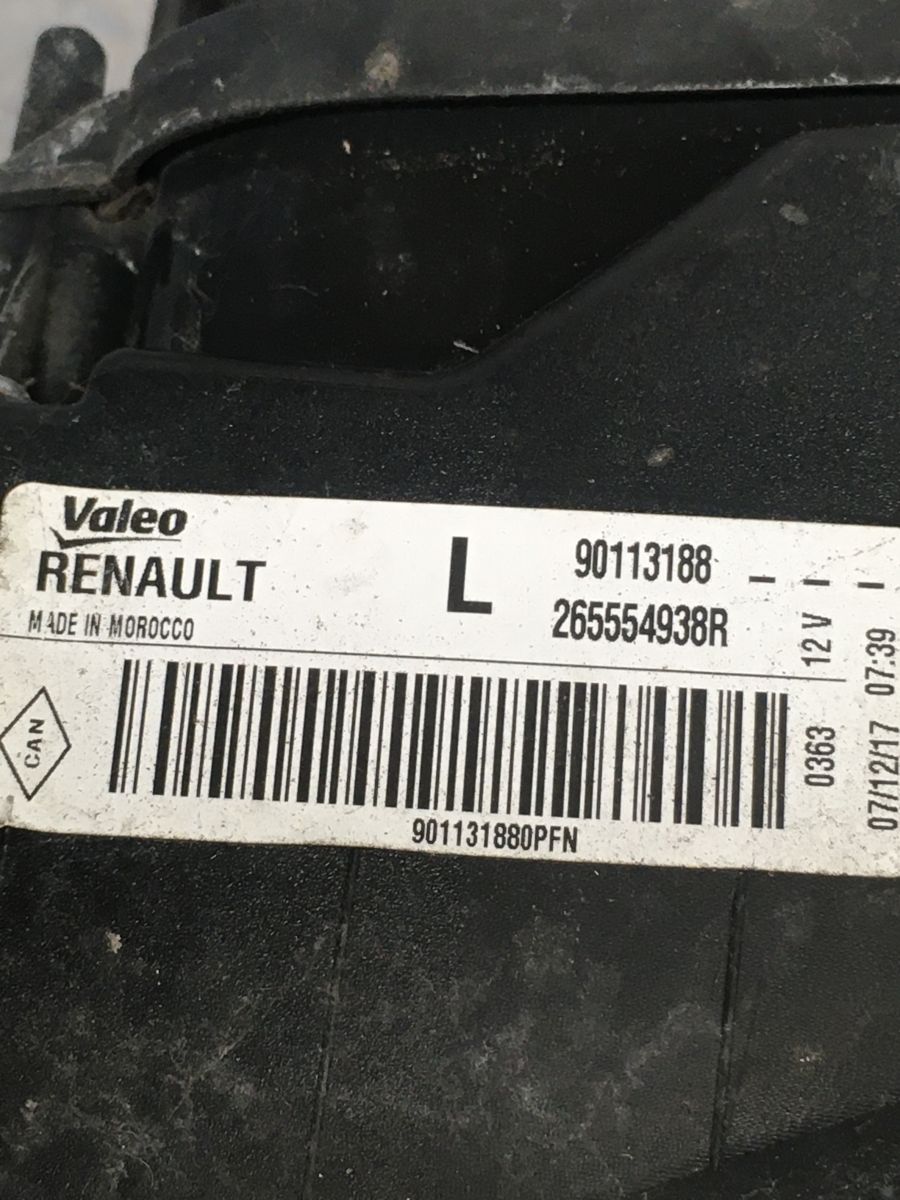 Valeo
RENAULT
MADE IN MOROCCO
L
90113188
265554938R
- - -
12 V
0363
07/12/17 07:39
CAN
901131880PFN